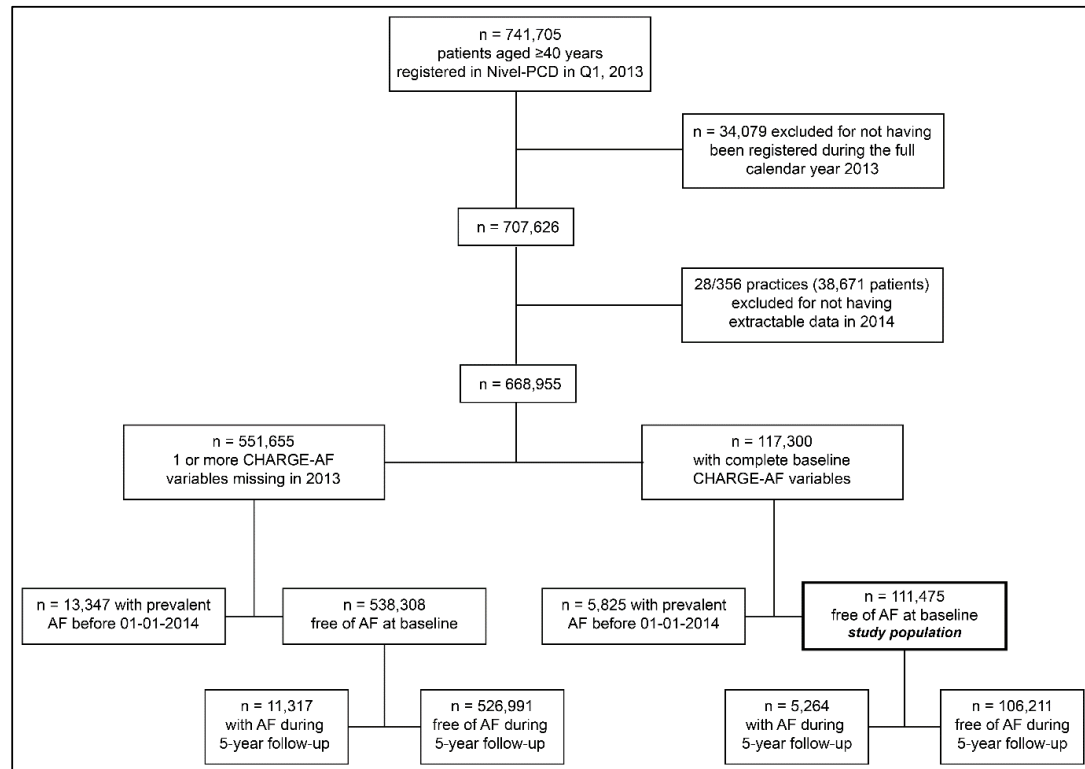 n = 741,705
patients aged ≥40 years
registered in Nivel-PCD in Q1, 2013
n = 34,079 excluded for not having
been registered during the full
calendar year 2013
n = 707,626
28/356 practices (38,671 patients)
excluded for not having
extractable data in 2014
n = 668,955
n = 551,655
1 or more CHARGE-AF
variables missing in 2013
n = 117,300
with complete baseline
CHARGE-AF variables
n = 13,347 with prevalent
AF before 01-01-2014
n = 538,308
free of AF at baseline
n = 5,825 with prevalent
AF before 01-01-2014
n = 111,475
free of AF at baseline
study population
n = 11,317
with AF during
5-year follow-up
n = 526,991
free of AF during
5-year follow-up
n = 5,264
with AF during
5-year follow-up
n = 106,211
free of AF during
5-year follow-up